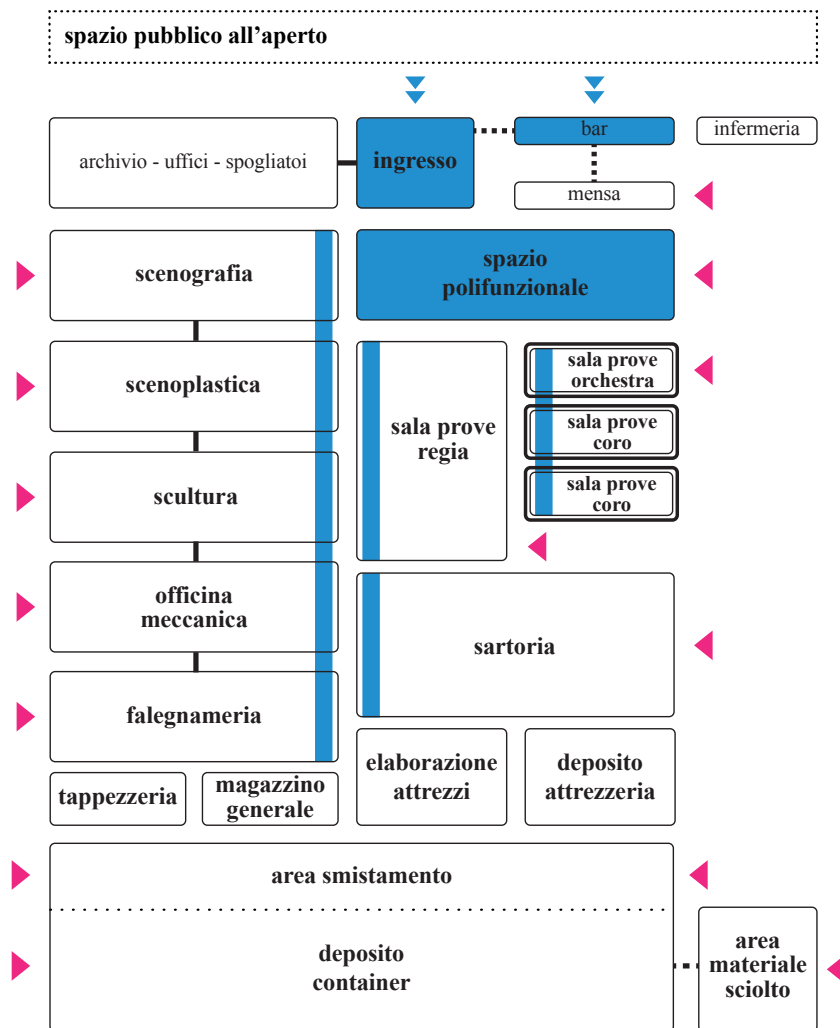 spazio pubblico all'aperto
archivio - uffici - spogliatoi
ingresso
bar
infermeria
mensa
scenografia
spazio
polifunzionale
scenoplastica
sala prove
regia
sala prove
orchestra
sala prove
coro
sala prove
coro
scultura
officina
meccanica
sartoria
falegnameria
tappezzeria
magazzino
generale
elaborazione
attrezzi
deposito
attrezzeria
area smistamento
deposito
container
area
materiale
sciolto